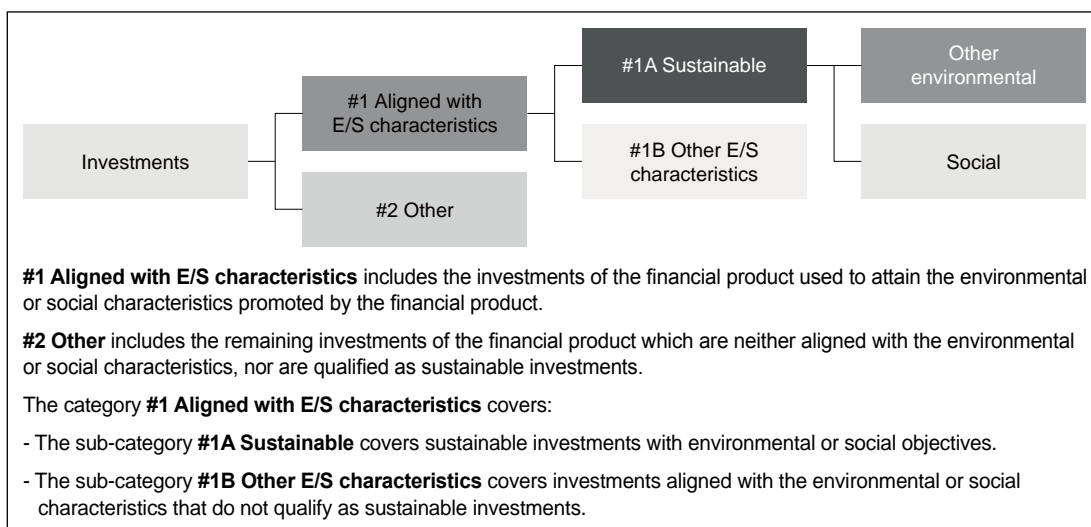 #1A Sustainable
Other
environmental
#1 Aligned with
E/S characteristics
Investments
#1B Other E/S
characteristics
Social
#2 Other
#1 Aligned with E/S characteristics includes the investments of the financial product used to attain the environmental
or social characteristics promoted by the financial product.
#2 Other includes the remaining investments of the financial product which are neither aligned with the environmental
or social characteristics, nor are qualified as sustainable investments.
The category #1 Aligned with E/S characteristics covers:
- The sub-category #1A Sustainable covers sustainable investments with environmental or social objectives.
- The sub-category #1B Other E/S characteristics covers investments aligned with the environmental or social
characteristics that do not qualify as sustainable investments.